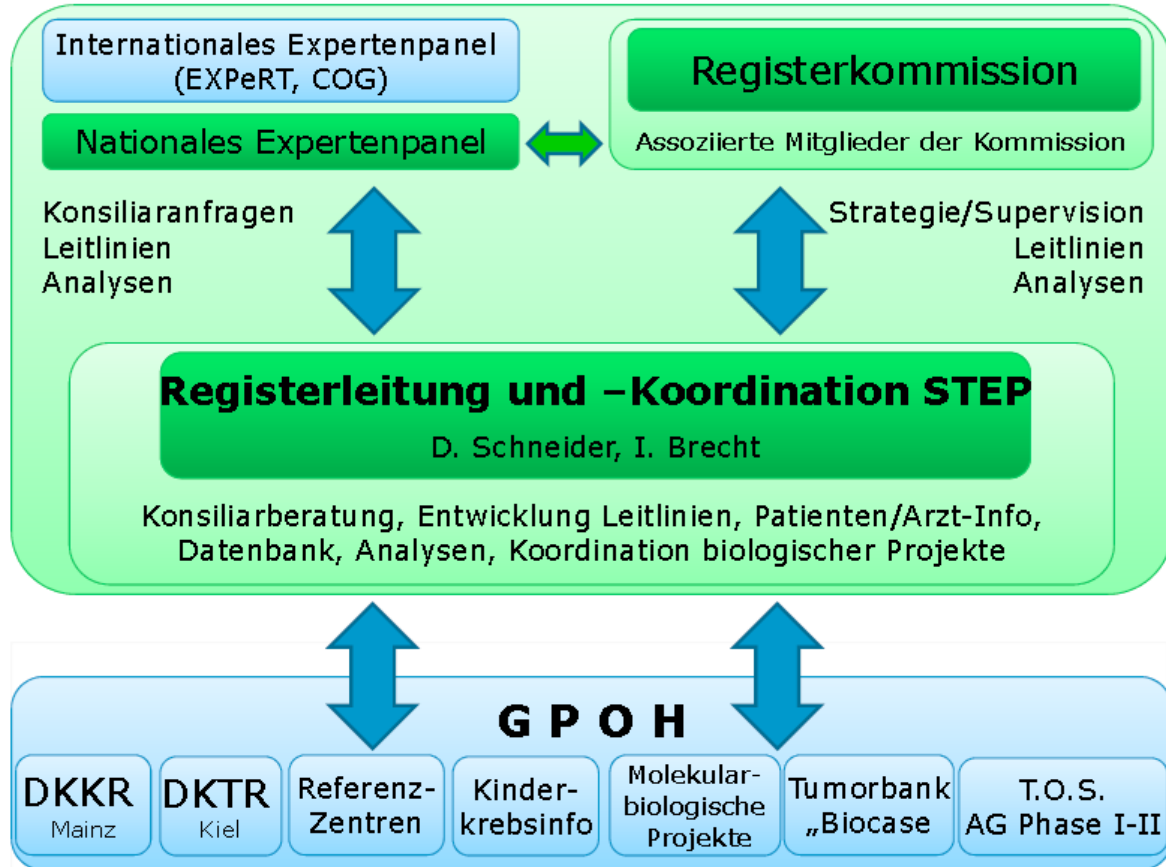 Internationales Expertenpanel
(EXPeRT, COG)
Nationales Expertenpanel
Registerkommission
Assoziierte Mitglieder der Kommission
Konsiliaranfragen
Leitlinien
Analysen
Strategie/Supervision
Leitlinien
Analysen
Registerleitung und –Koordination STEP
D. Schneider, I. Brecht
Konsiliarberatung, Entwicklung Leitlinien, Patienten/Arzt-Info,
Datenbank, Analysen, Koordination biologischer Projekte
G P O H
DKKR
Mainz
DKTR
Kiel
Referenz-
Zentren
Kinder-
krebsinfo
Molekular-
biologische
Projekte
Tumorbank
„Biocase
T.O.S.
AG Phase I-II